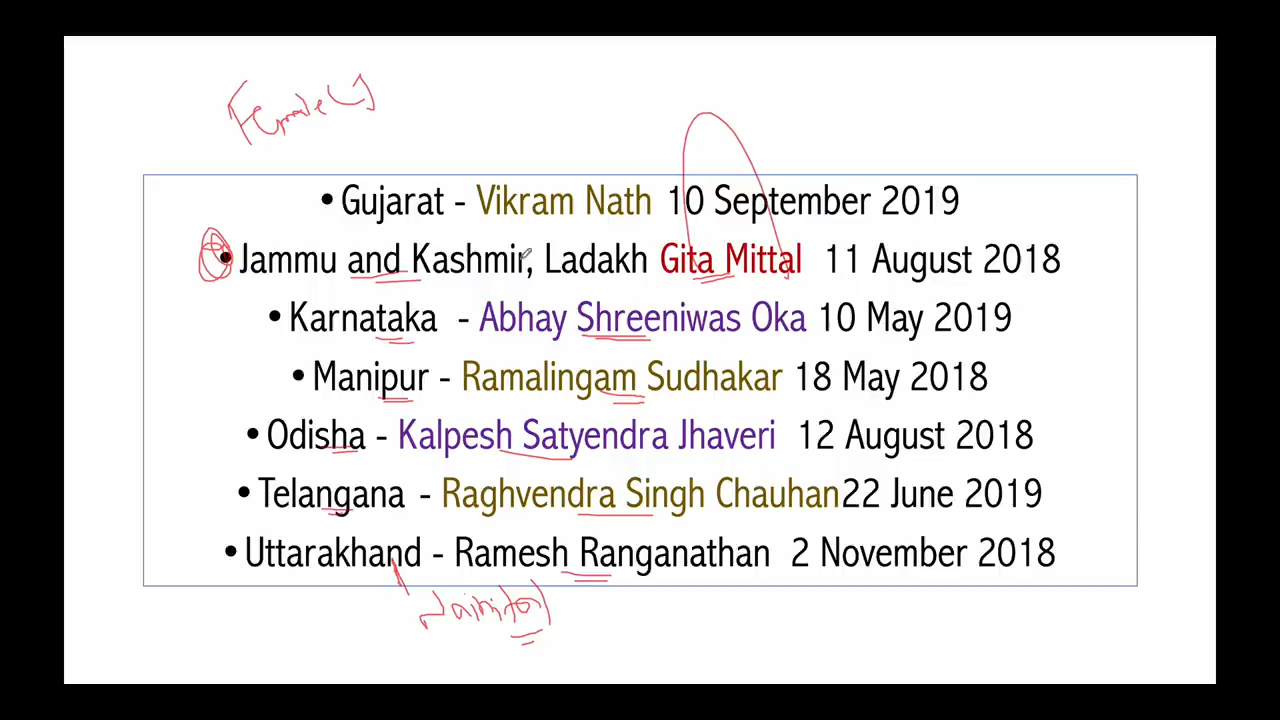 Female (s)
• Gujarat - Vikram Nath 10 September 2019
• Jammu and Kashmir, Ladakh Gita Mittal 11 August 2018
• Karnataka - Abhay Shreeniwas Oka 10 May 2019
• Manipur - Ramalingam Sudhakar 18 May 2018
• Odisha - Kalpesh Satyendra Jhaveri 12 August 2018
• Telangana - Raghvendra Singh Chauhan22 June 2019
• Uttarakhand - Ramesh Ranganathan 2 November 2018
Nainital